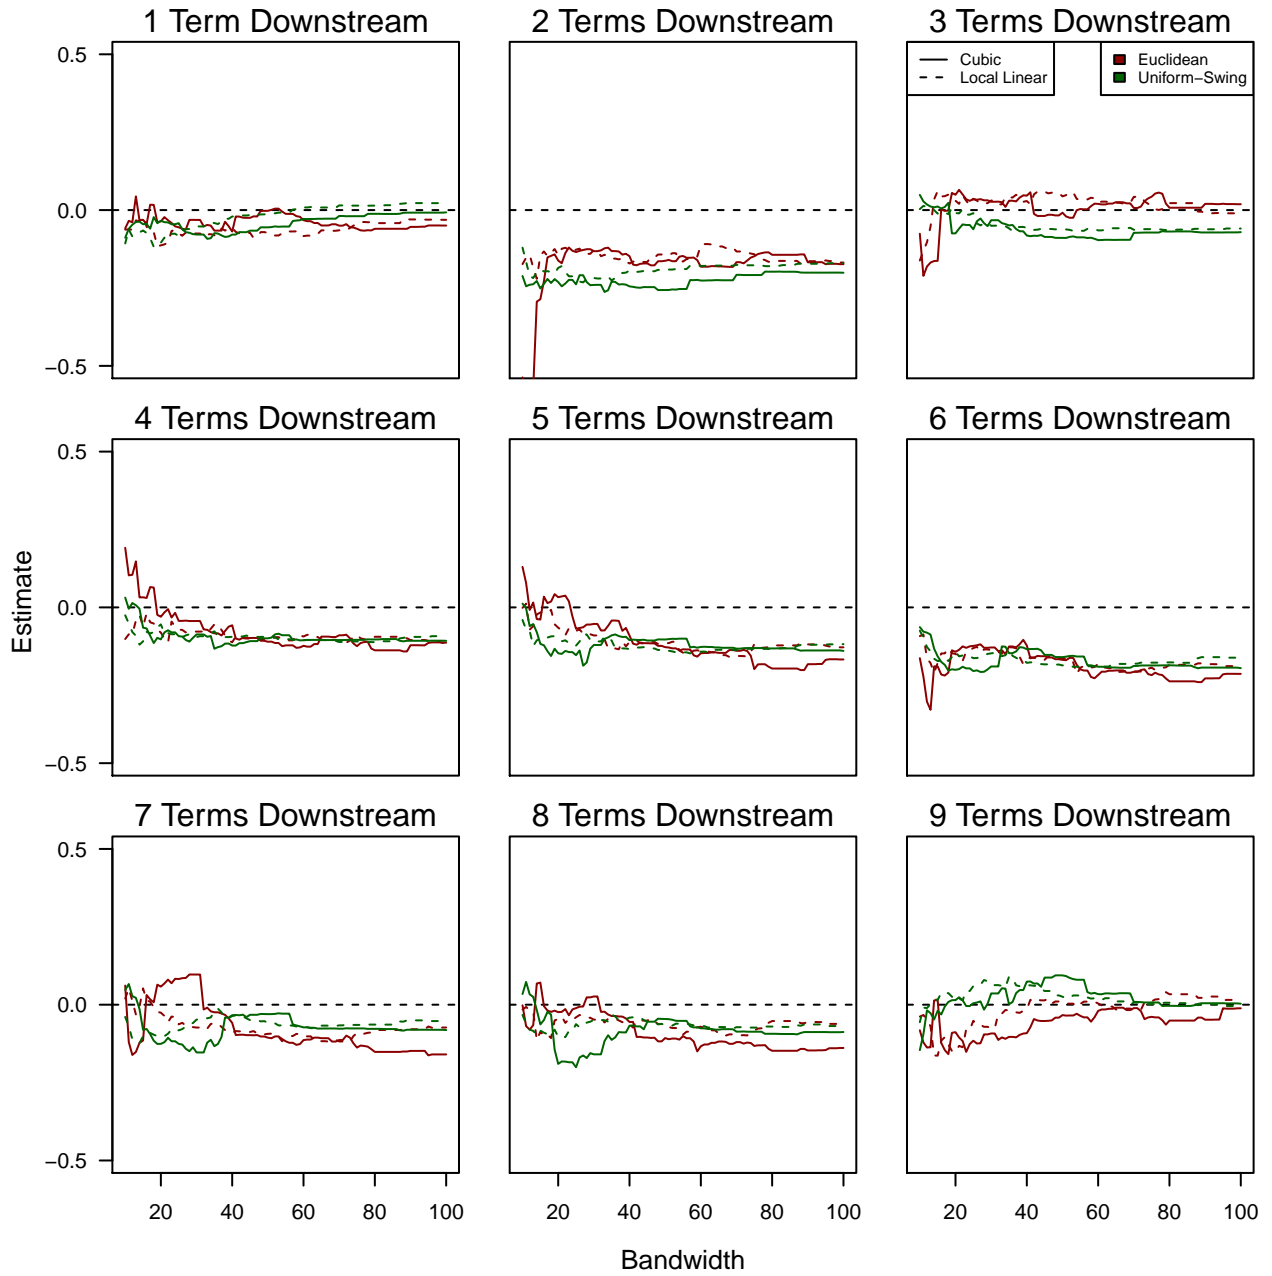 1 Term Downstream
2 Terms Downstream
3 Terms Downstream
0.5
0.0
−0.5
Cubic
Local Linear
Euclidean
Uniform−Swing
4 Terms Downstream
5 Terms Downstream
6 Terms Downstream
0.5
0.0
−0.5
Estimate
7 Terms Downstream
8 Terms Downstream
9 Terms Downstream
0.5
0.0
−0.5
20 40 60 80 100
20 40 60 80 100
20 40 60 80 100
Bandwidth